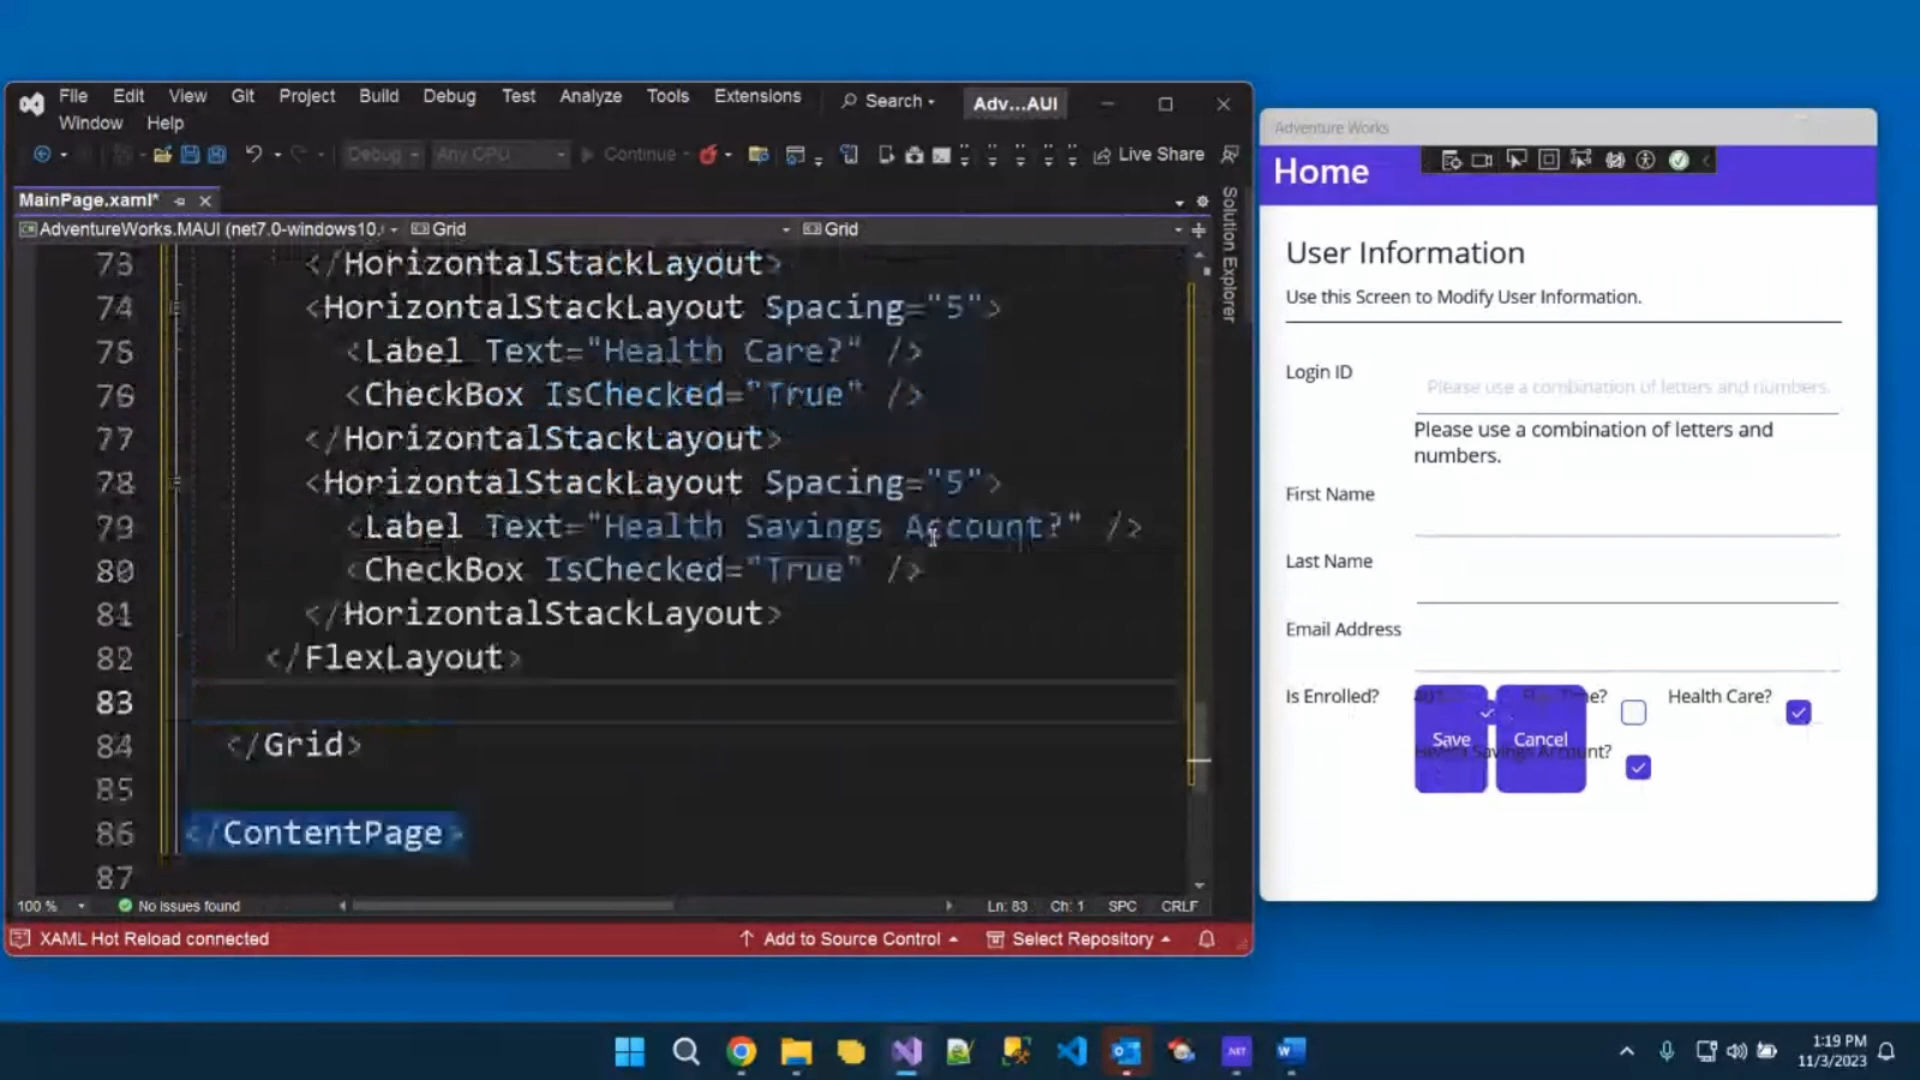 File Edit View Git Project Build Debug Test Analyze Tools Extensions Search Adv...AUI
Window Help
Debug Any CPU Continue Live Share
MainPage.xaml*
AdventureWorks.MAUI (net7.0-windows10. Grid Grid
Solution Explorer
73 </HorizontalStackLayout>
74 <HorizontalStackLayout Spacing="5">
75 <Label Text="Health Care?" />
76 <CheckBox IsChecked="True" />
77 </HorizontalStackLayout>
78 <HorizontalStackLayout Spacing="5">
79 <Label Text="Health Savings Account?" />
80 <CheckBox IsChecked="True" />
81 </HorizontalStackLayout>
82 </FlexLayout>
83
84 </Grid>
85
86 </ContentPage>
87
100 % No issues found Ln: 83 Ch: 1 SPC CRLF
XAML Hot Reload connected Add to Source Control Select Repository
Adventure Works
Home
User Information
Use this Screen to Modify User Information.
Login ID
Please use a combination of letters and numbers.
Please use a combination of letters and
numbers.
First Name
Last Name
Email Address
Is Enrolled? Health Care?
Save Cancel
Savings Account?
.NET
1:19 PM
11/3/2023